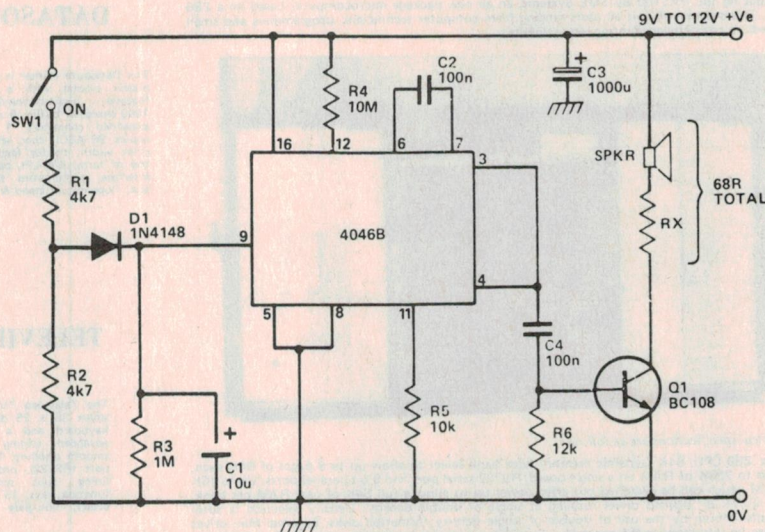 9V TO 12V +Ve
SW1
ON
R1
4k7
R2
4k7
D1
1N4148
R3
1M
C1
10u
+
R4
10M
C2
100n
C3
1000u
+
16
12
6
7
3
9
4046B
4
5
8
11
R5
10k
C4
100n
R6
12k
SPKR
RX
68R
TOTAL
Q1
BC108
0V